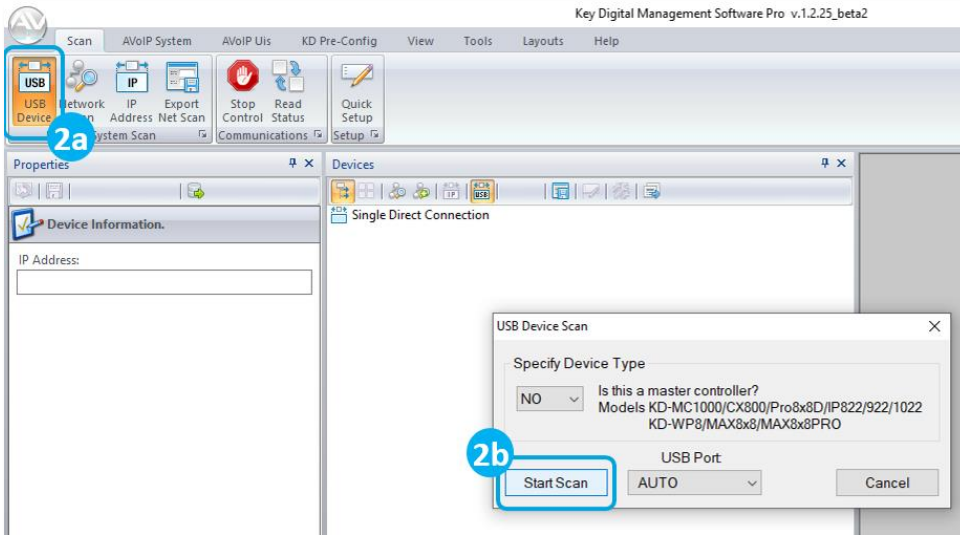 Key Digital Management Software Pro v.1.2.25_beta2
AV
Scan AVoIP System AVoIP Uis KD Pre-Config View Tools Layouts Help
USB IP
USB Network IP Export Stop Read Quick
Device Address Net Scan Control Status Setup
2a System Scan Communications Setup
Properties Devices
IP USB
Single Direct Connection
Device Information.
IP Address:
USB Device Scan
Specify Device Type
NO Is this a master controller?
Models KD-MC1000/CX800/Pro8x8D/IP822/922/1022
KD-WP8/MAX8x8/MAX8x8PRO
2b
USB Port
Start Scan AUTO Cancel